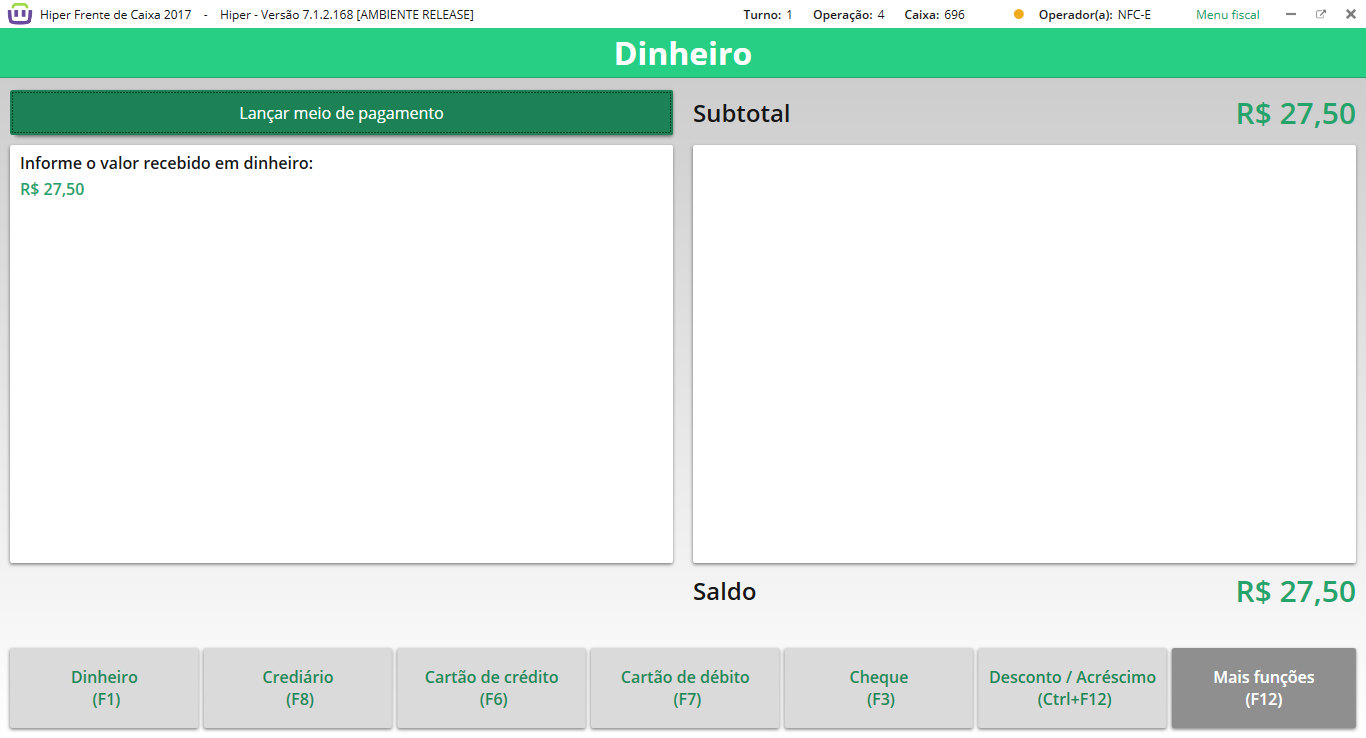 Hiper Frente de Caixa 2017 - Hiper - Versão 7.1.2.168 [AMBIENTE RELEASE] Turno: 1 Operação: 4 Caixa: 696 Operador(a): NFC-E Menu fiscal
Dinheiro
Lançar meio de pagamento
Subtotal R$ 27,50
Informe o valor recebido em dinheiro:
R$ 27,50
Saldo R$ 27,50
Dinheiro
(F1)
Crediário
(F8)
Cartão de crédito
(F6)
Cartão de débito
(F7)
Cheque
(F3)
Desconto / Acréscimo
(Ctrl+F12)
Mais funções
(F12)